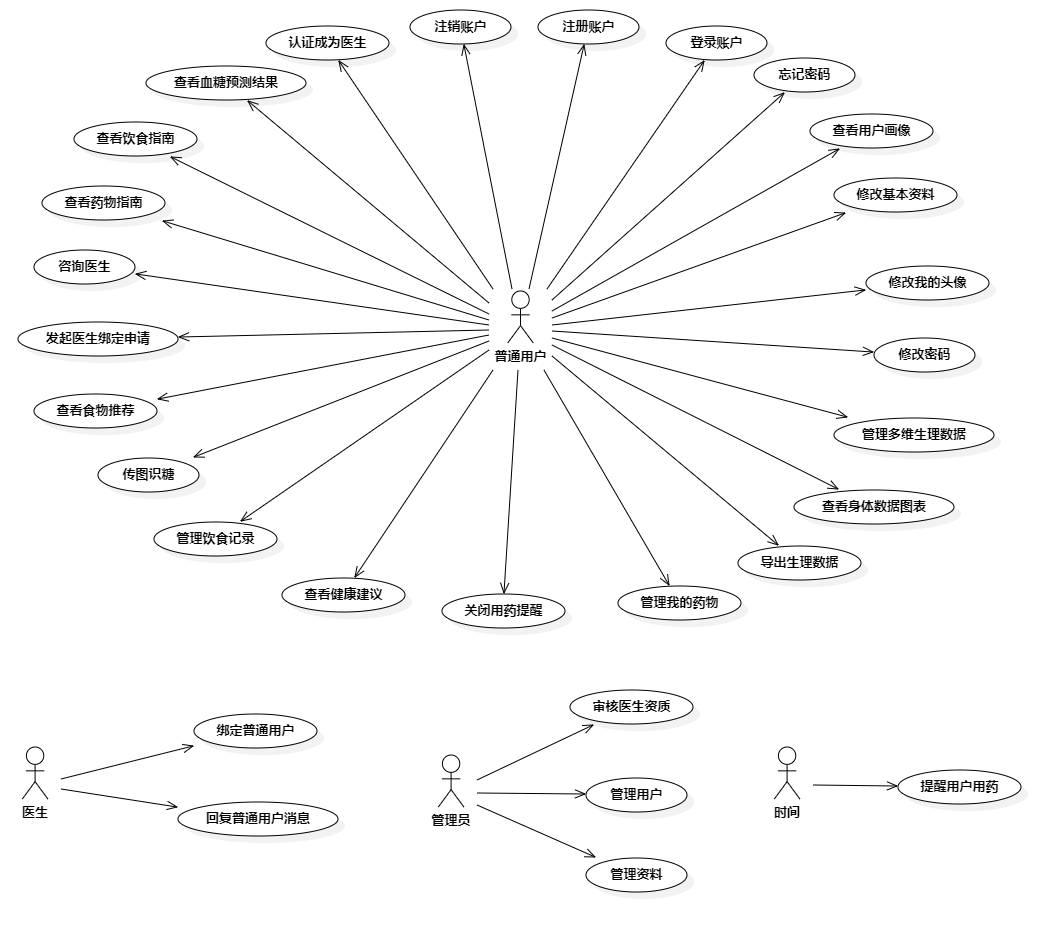 注销账户
注册账户
认证成为医生
登录账户
查看血糖预测结果
忘记密码
查看饮食指南
查看用户画像
查看药物指南
修改基本资料
咨询医生
修改我的头像
发起医生绑定申请
普通用户
修改密码
查看食物推荐
管理多维生理数据
传图识糖
查看身体数据图表
管理饮食记录
导出生理数据
查看健康建议
关闭用药提醒
管理我的药物
绑定普通用户
医生
回复普通用户消息
审核医生资质
管理用户
管理员
管理资料
时间
提醒用户用药